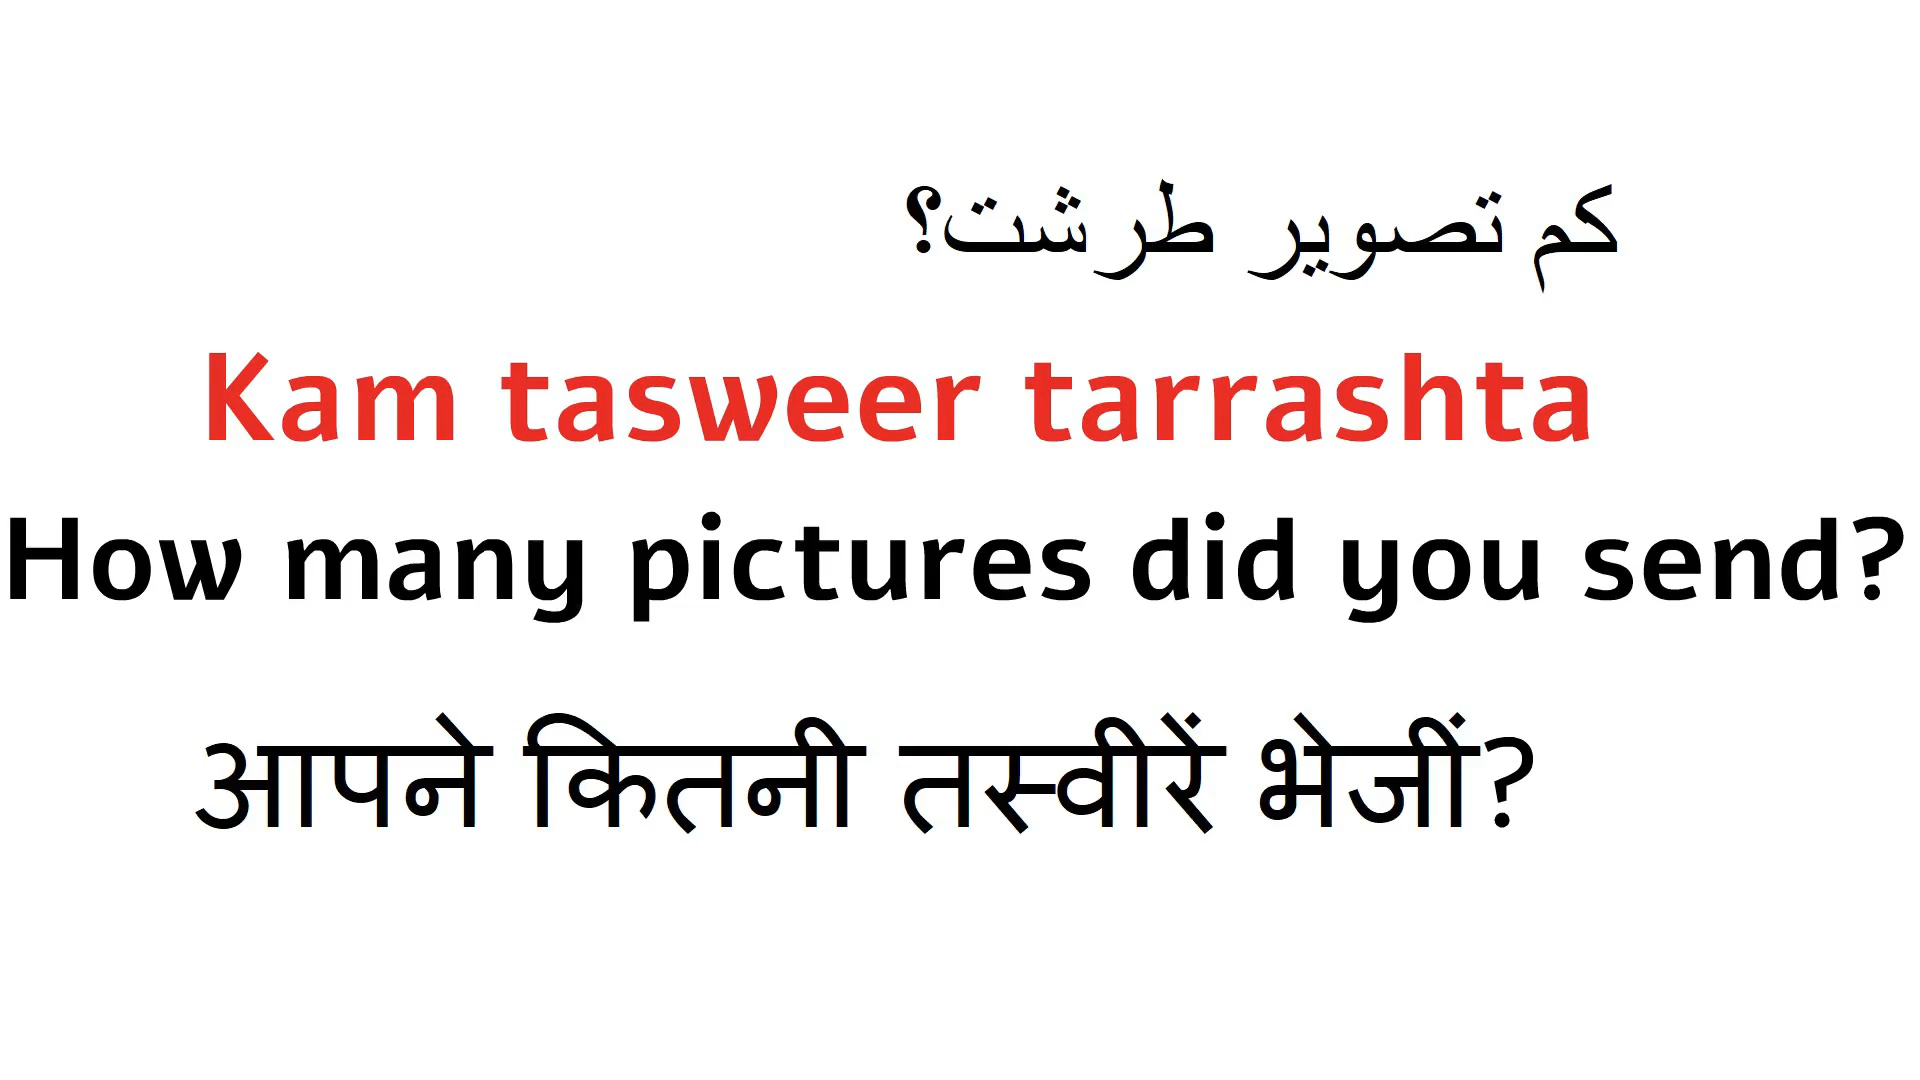 كم تصوير طرشت؟
Kam tasweer tarrashta
How many pictures did you send?
आपने कितनी तस्वीरें भेजीं?